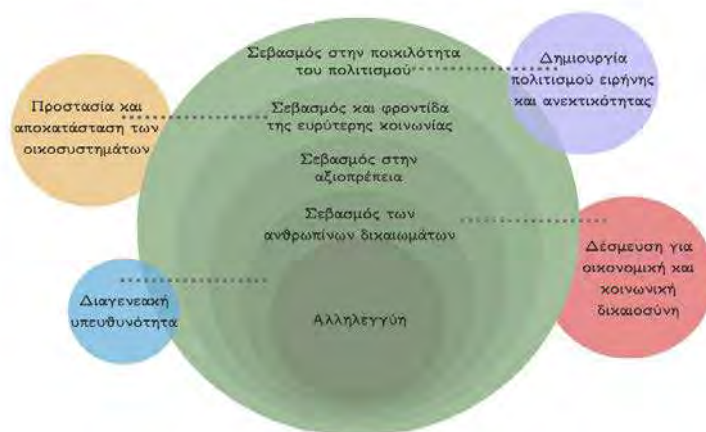 Σεβασμός στην ποικιλότητα
του πολιτισμού
Δημιουργία
πολιτισμού ειρήνης
και ανεκτικότητας
Προστασία και
αποκατάσταση των
οικοσυστημάτων
Σεβασμός και φροντίδα
της ευρύτερης κοινωνίας
Σεβασμός στην
αξιοπρέπεια
Σεβασμός των
ανθρωπίνων δικαιωμάτων
Δέσμευση για
οικονομική και
κοινωνική
δικαιοσύνη
Διαγενεακή
υπευθυνότητα
Αλληλεγγύη